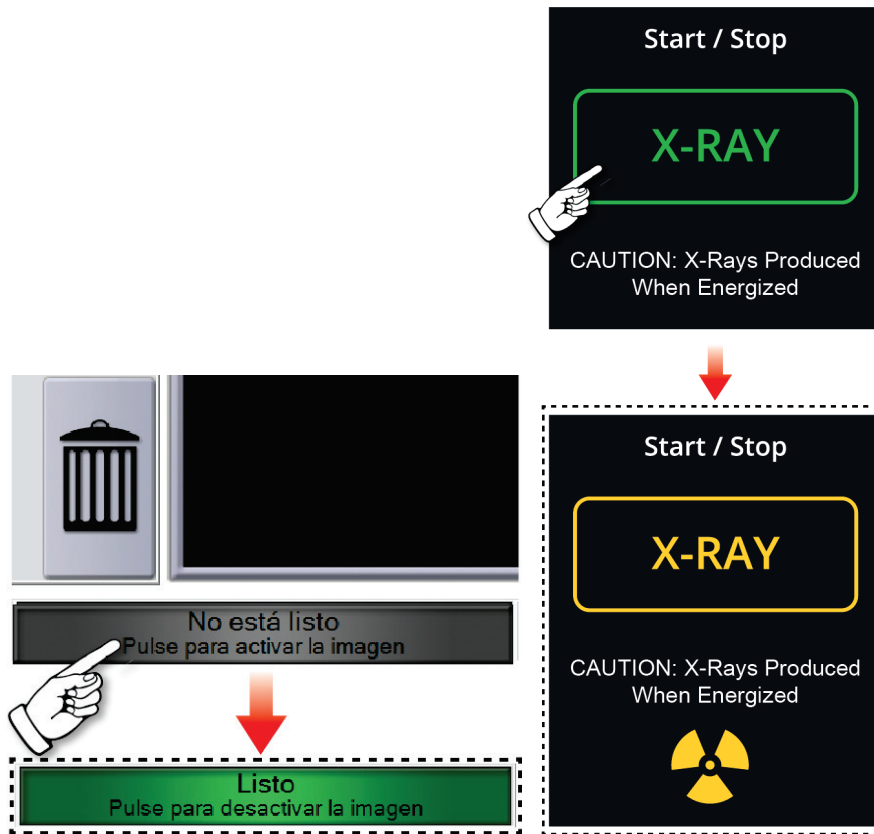 Start / Stop
X-RAY
CAUTION: X-Rays Produced
When Energized
No está listo
Pulse para activar la imagen
Listo
Pulse para desactivar la imagen
Start / Stop
X-RAY
CAUTION: X-Rays Produced
When Energized